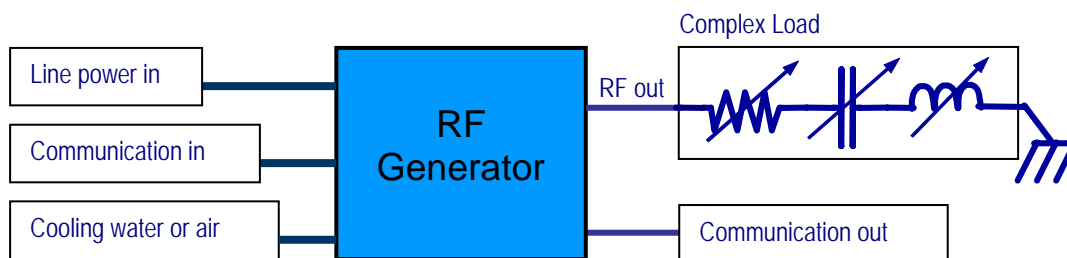 Complex Load
Line power in
RF out
Communication in
RF
Generator
Cooling water or air
Communication out